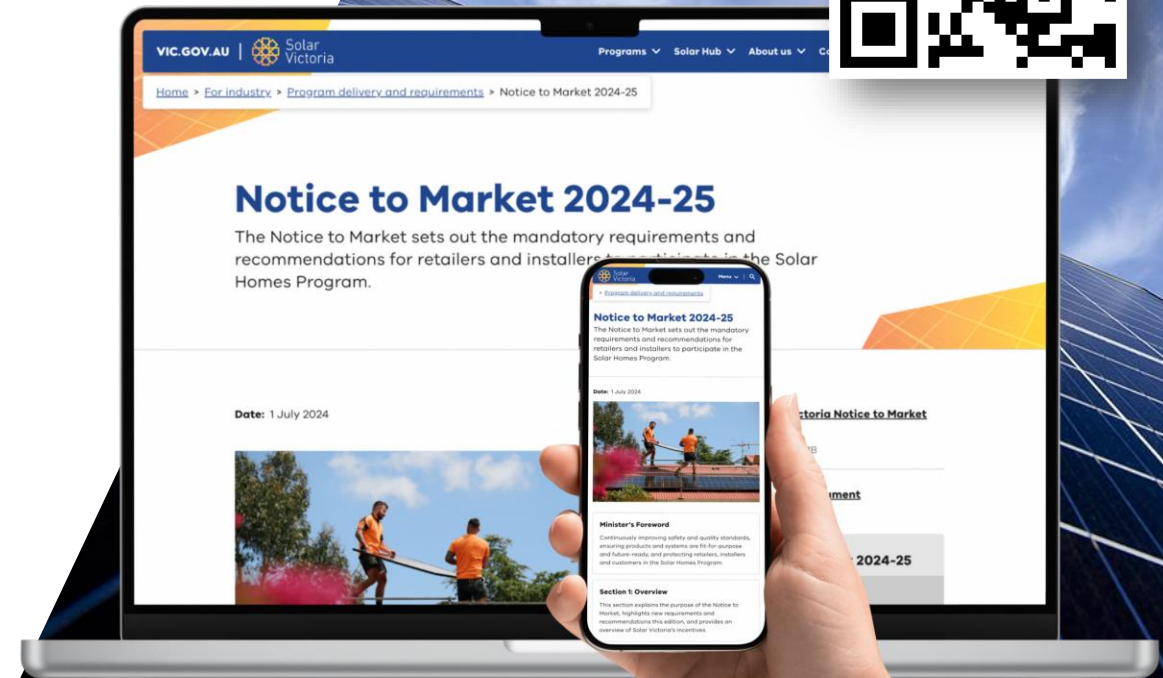 VIC.GOV.AU | Solar Victoria Programs Solar Hub About us
Home > For industry > Program delivery and requirements > Notice to Market 2024-25
Notice to Market 2024-25
The Notice to Market sets out the mandatory requirements and
recommendations for retailers and installers to participate in the Solar
Homes Program.
Date: 1 July 2024
Notice to Market
2024-25
Solar
Victoria
Menu
> Program delivery and requirements
Notice to Market 2024-25
The Notice to Market sets out the mandatory
requirements and recommendations for
retailers and installers to participate in the
Solar Homes Program.
Date: 1 July 2024
Minister's Foreword
Continuously improving safety and quality standards,
ensuring products and systems are fit-for-purpose
and future-ready, and protecting retailers, installers
and customers in the Solar Homes Program.
Section 1: Overview
This section explains the purpose of the Notice to
Market, highlights new requirements and
recommendations this edition, and provides an
overview of Solar Victoria's incentives.